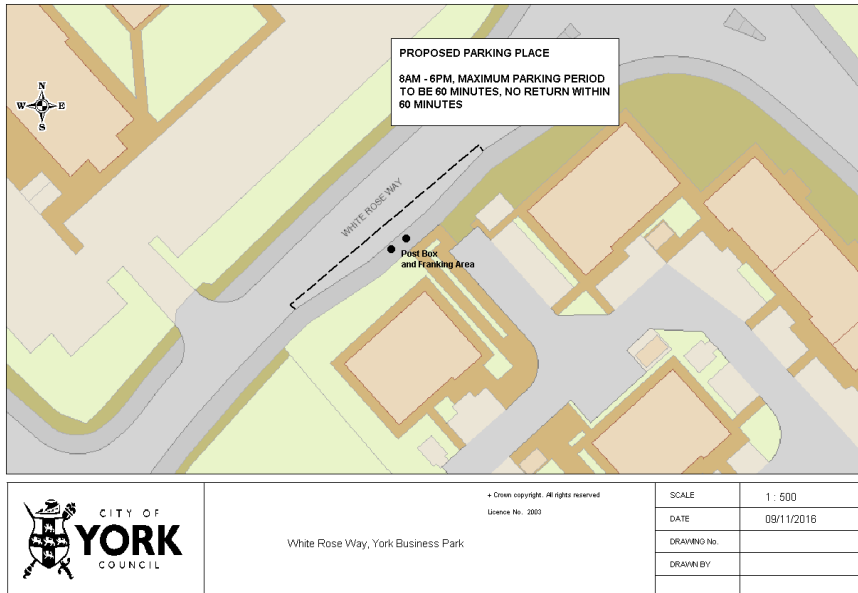 PROPOSED PARKING PLACE
8AM - 6PM, MAXIMUM PARKING PERIOD
TO BE 60 MINUTES, NO RETURN WITHIN
60 MINUTES
N
W E
S
WHITE ROSE WAY
Post Box
and Franking Area
CITY OF
YORK
COUNCIL
White Rose Way, York Business Park
+ Crown copyright. All rights reserved
Licence No. 2003
SCALE 1 : 500
DATE 09/11/2016
DRAWING No.
DRAWN BY